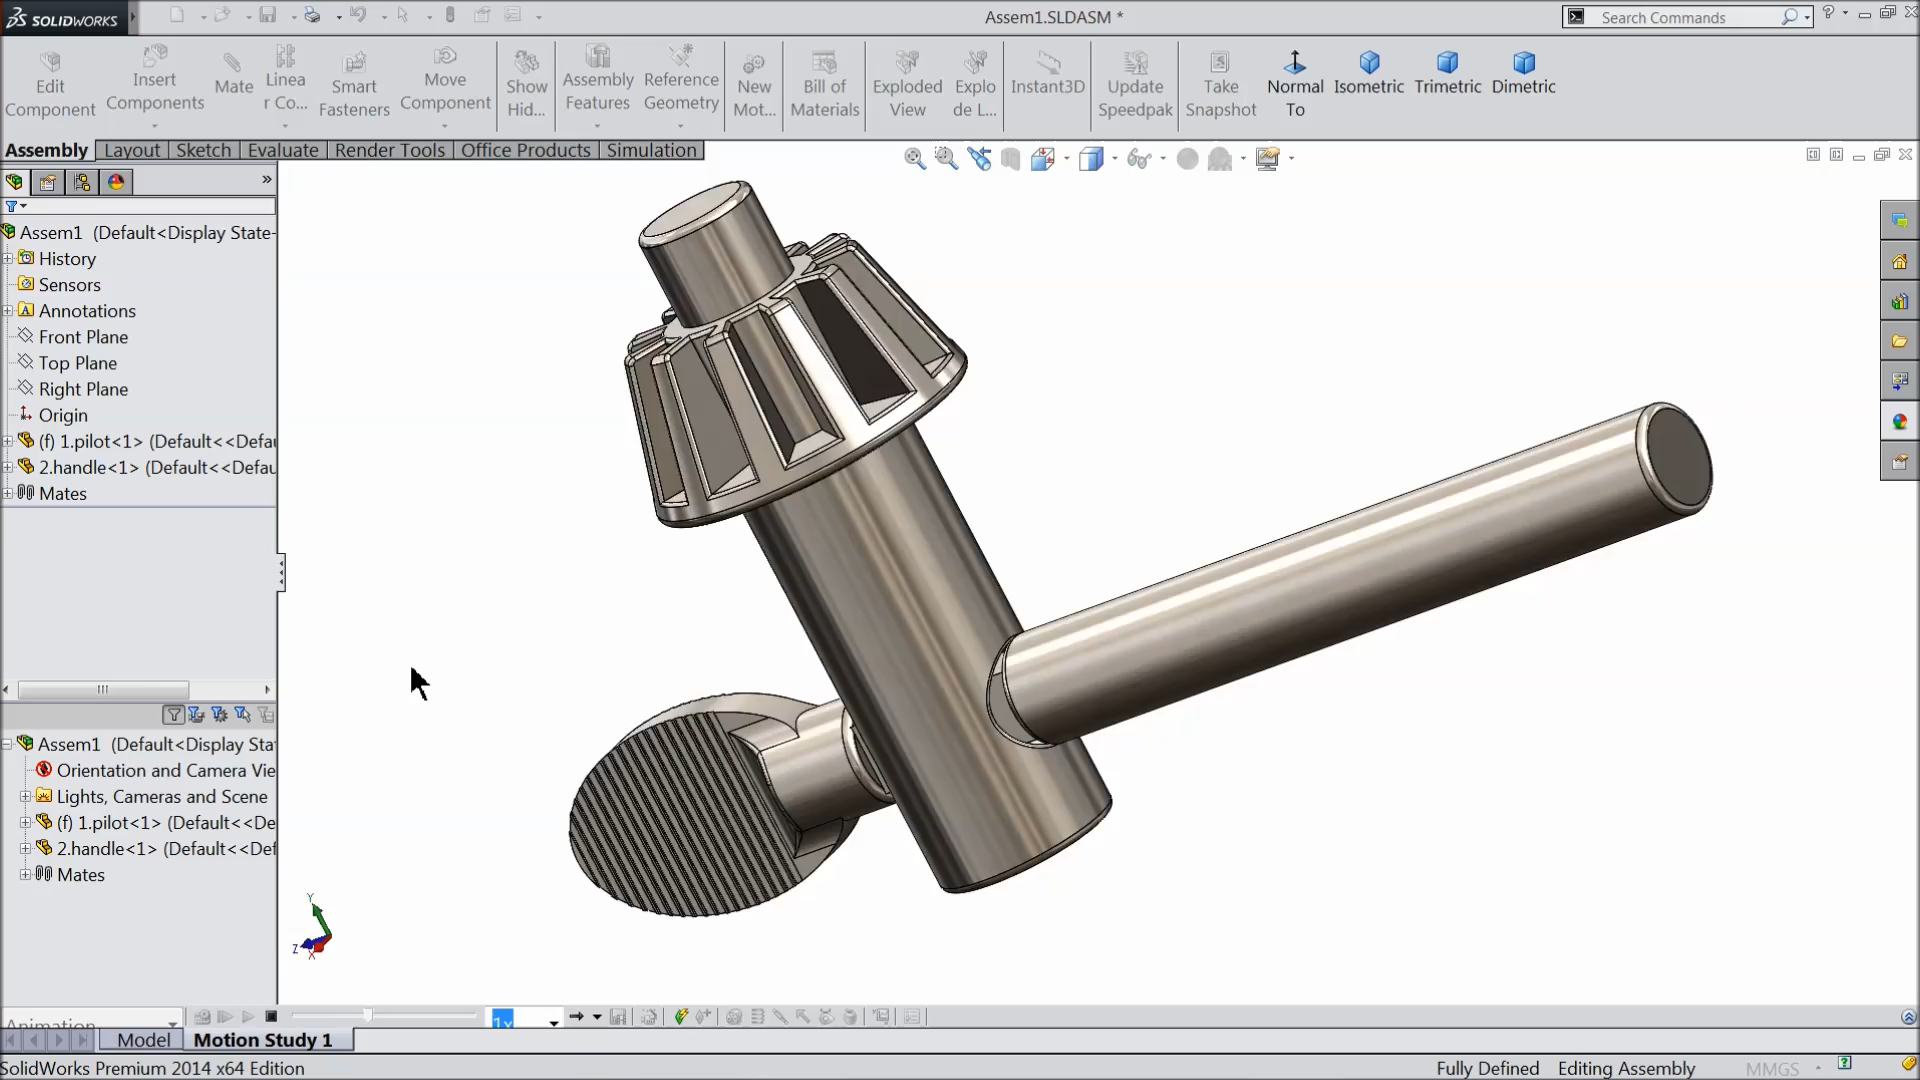 SOLIDWORKS
Assem1.SLDASM *
Search Commands
Edit Component
Insert Components
Mate
Linea r Co...
Smart Fasteners
Move Component
Show Hid...
Assembly Features
Reference Geometry
New Mot...
Bill of Materials
Exploded View
Explo de L...
Instant3D
Update Speedpak
Take Snapshot
Normal To
Isometric
Trimetric
Dimetric
Assembly Layout Sketch Evaluate Render Tools Office Products Simulation
Assem1 (Default<Display State-
History
Sensors
Annotations
Front Plane
Top Plane
Right Plane
Origin
(f) 1.pilot<1> (Default<<Defau
2.handle<1> (Default<<Defau
Mates
Assem1 (Default<Display Sta
Orientation and Camera Vie
Lights, Cameras and Scene
(f) 1.pilot<1> (Default<<De
2.handle<1> (Default<<Def
Mates
Y
Z
X
Animation
1x
Model
Motion Study 1
SolidWorks Premium 2014 x64 Edition
Fully Defined
Editing Assembly
MMGS